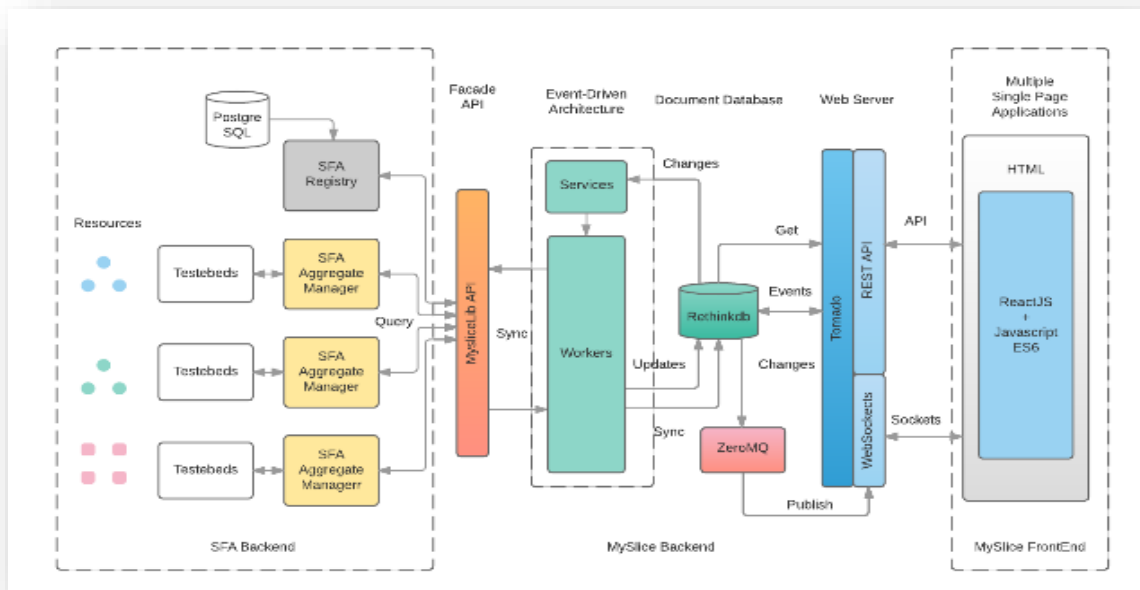 Facade
API
Event-Driven
Architecture
Document Database
Web Server
Multiple
Single Page
Applications
Postgre
SQL
SFA
Registry
Resources
Testebeds
SFA
Aggregate
Manager
Query
Testebeds
SFA
Aggregate
Manager
Testebeds
SFA
Aggregate
Managerr
SFA Backend
MysliceLib API
Sync
Services
Workers
Changes
Updates
Sync
Rethinkdb
ZeroMQ
Get
Events
Changes
Publish
MySlice Backend
Tornado
REST API
WebSockects
API
Sockets
HTML
ReactJS
+
Javascript
ES6
MySlice FrontEnd